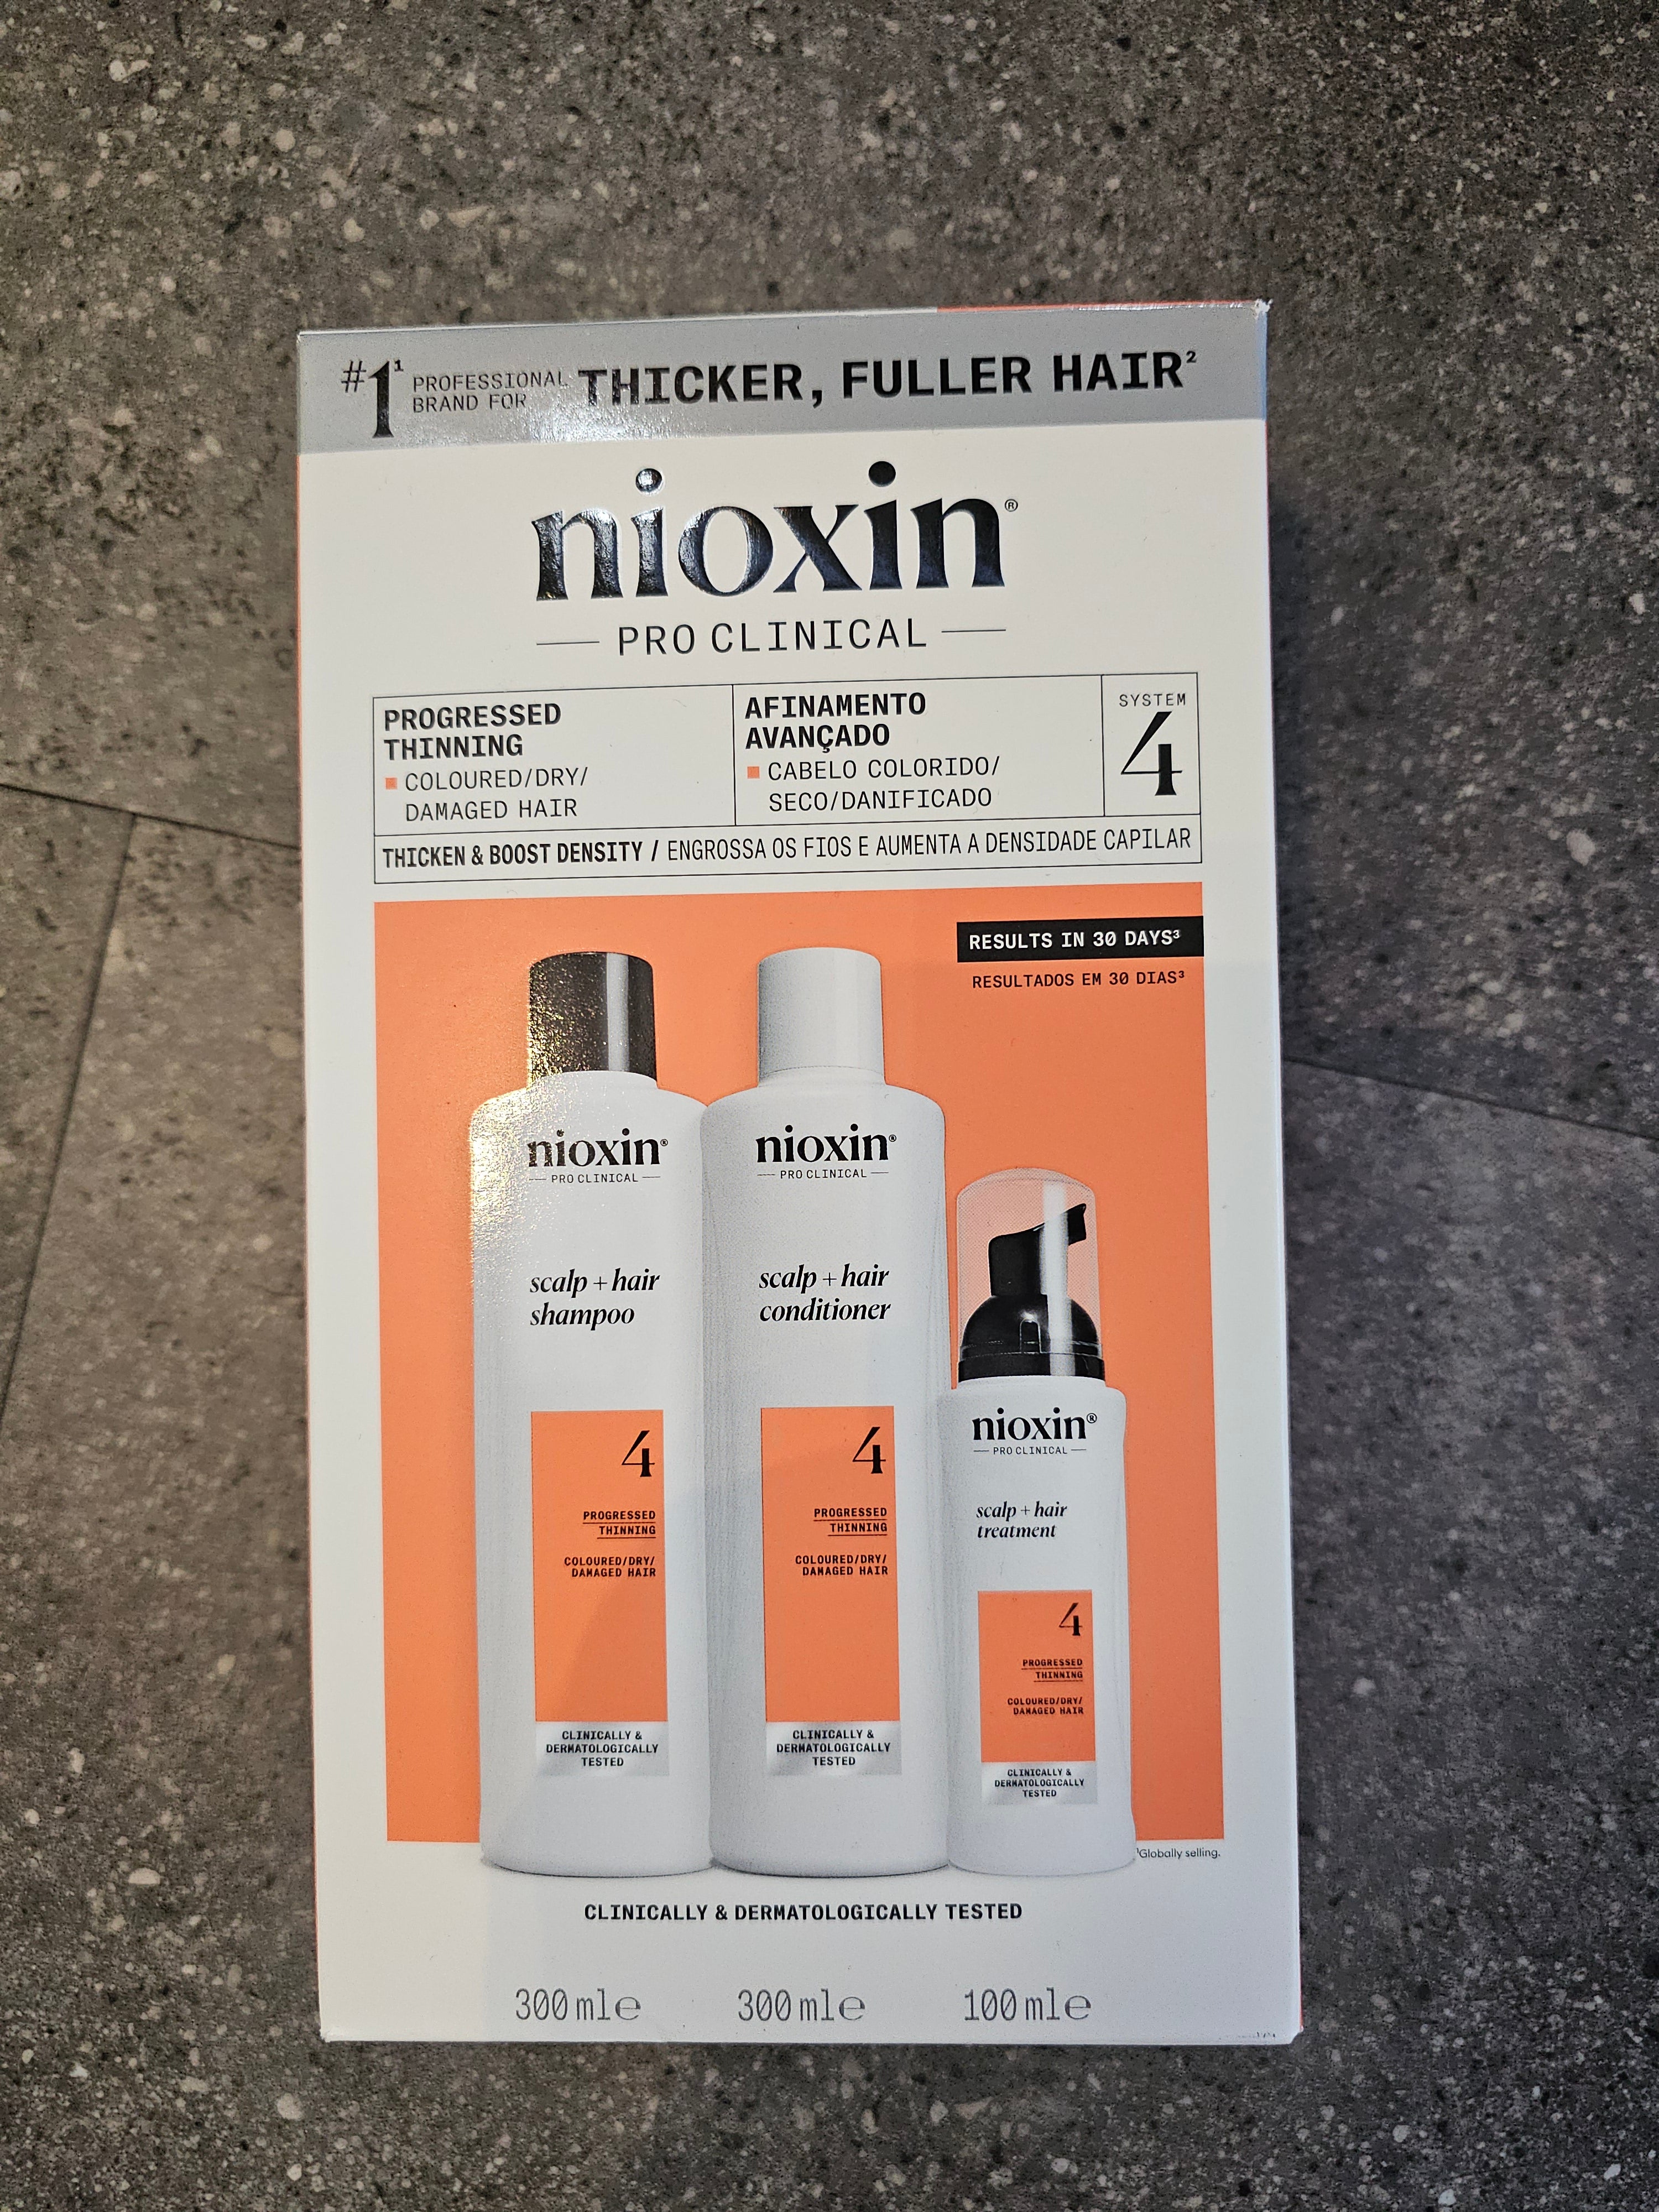 #1¹ PROFESSIONAL BRAND FOR THICKER, FULLER HAIR²
nioxin®
PRO CLINICAL
PROGRESSED
THINNING
COLOURED/DRY/
DAMAGED HAIR
AFINAMENTO
AVANÇADO
CABELO COLORIDO/
SECO/DANIFICADO
SYSTEM
4
THICKEN & BOOST DENSITY / ENGROSSA OS FIOS E AUMENTA A DENSIDADE CAPILAR
RESULTS IN 30 DAYS³
RESULTADOS EM 30 DIAS³
nioxin®
PRO CLINICAL
scalp + hair
shampoo
4
PROGRESSED
THINNING
COLOURED/DRY/
DAMAGED HAIR
CLINICALLY &
DERMATOLOGICALLY
TESTED
nioxin®
PRO CLINICAL
scalp + hair
conditioner
4
PROGRESSED
THINNING
COLOURED/DRY/
DAMAGED HAIR
CLINICALLY &
DERMATOLOGICALLY
TESTED
nioxin®
PRO CLINICAL
scalp + hair
treatment
4
PROGRESSED
THINNING
COLOURED/DRY/
DAMAGED HAIR
CLINICALLY &
DERMATOLOGICALLY
TESTED
¹Globally selling.
CLINICALLY & DERMATOLOGICALLY TESTED
300 ml℮ 300 ml℮ 100 ml℮